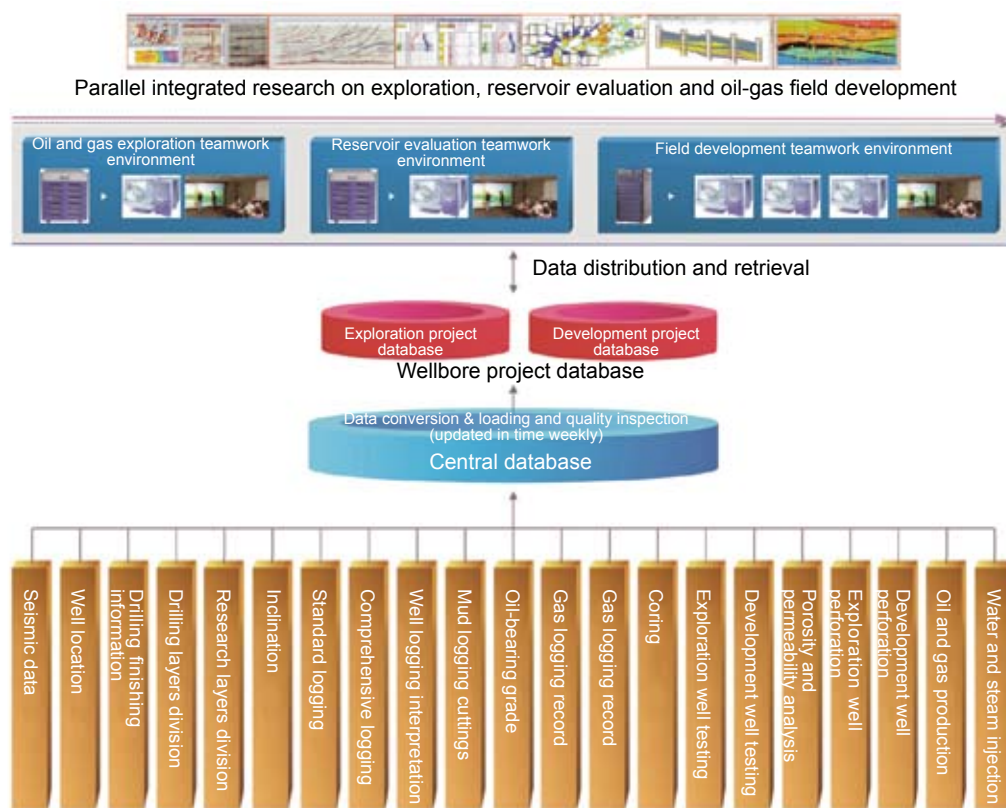 Parallel integrated research on exploration, reservoir evaluation and oil-gas field development
Oil and gas exploration teamwork
environment
Reservoir evaluation teamwork
environment
Field development teamwork environment
Data distribution and retrieval
Exploration project
database
Development project
database
Wellbore project database
Data conversion & loading and quality inspection
(updated in time weekly)
Central database
Seismic data
Well location
Drilling finishing
information
Drilling layers division
Research layers division
Inclination
Standard logging
Comprehensive logging
Well logging interpretation
Mud logging cuttings
Oil-bearing grade
Gas logging record
Gas logging record
Coring
Exploration well testing
Development well testing
Porosity and
permeability analysis
Exploration well
perforation
Development well
perforation
Oil and gas production
Water and steam injection